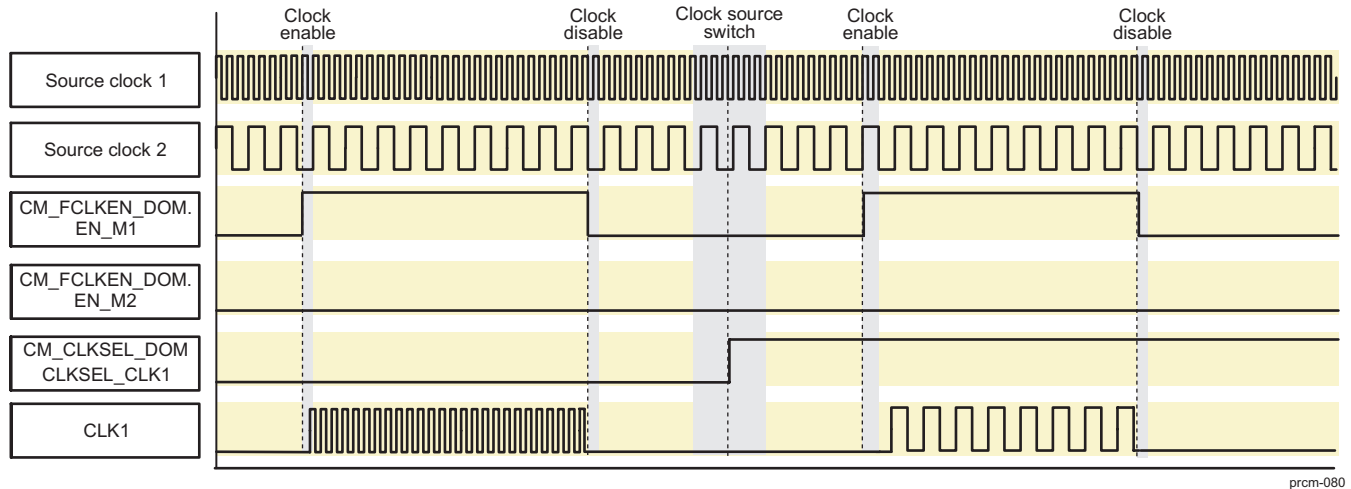 Clock
enable
Clock
disable
Clock source
switch
Clock
enable
Clock
disable
Source clock 1
Source clock 2
CM_FCLKEN_DOM.
EN_M1
CM_FCLKEN_DOM.
EN_M2
CM_CLKSEL_DOM
CLKSEL_CLK1
CLK1
prcm-080